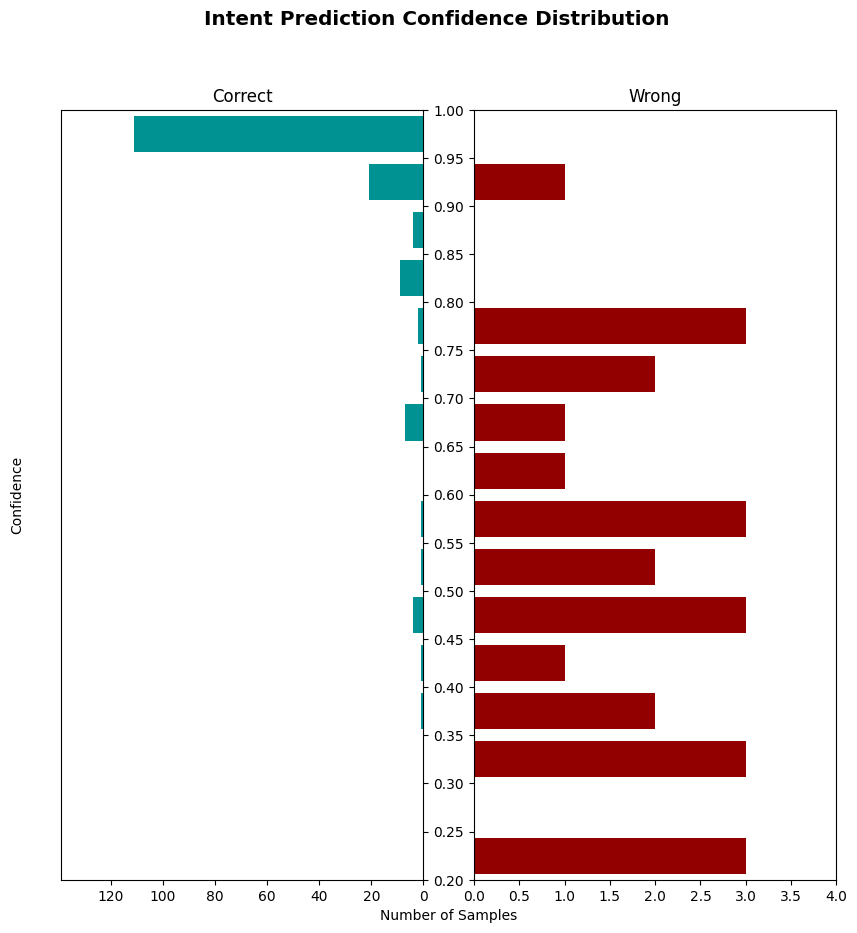 Intent Prediction Confidence Distribution
Correct
Wrong
1.00
0.95
0.90
0.85
0.80
0.75
0.70
0.65
0.60
0.55
0.50
0.45
0.40
0.35
0.30
0.25
0.20
Confidence
120 100 80 60 40 20 0
0.0 0.5 1.0 1.5 2.0 2.5 3.0 3.5 4.0
Number of Samples